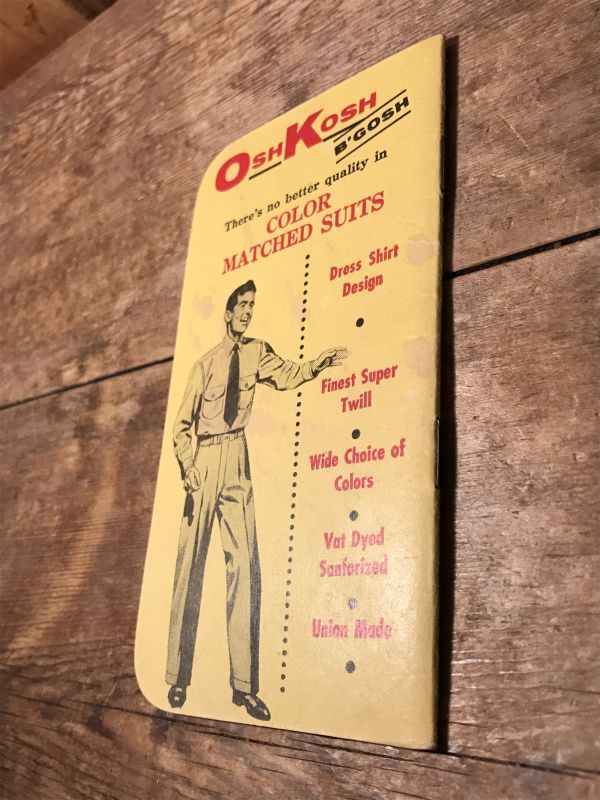 OSHKOSH
B'GOSH
There's no better quality in
COLOR
MATCHED SUITS
Dress Shirt
Design
Finest Super
Twill
Wide Choice of
Colors
Vat Dyed
Sanforized
Union Made